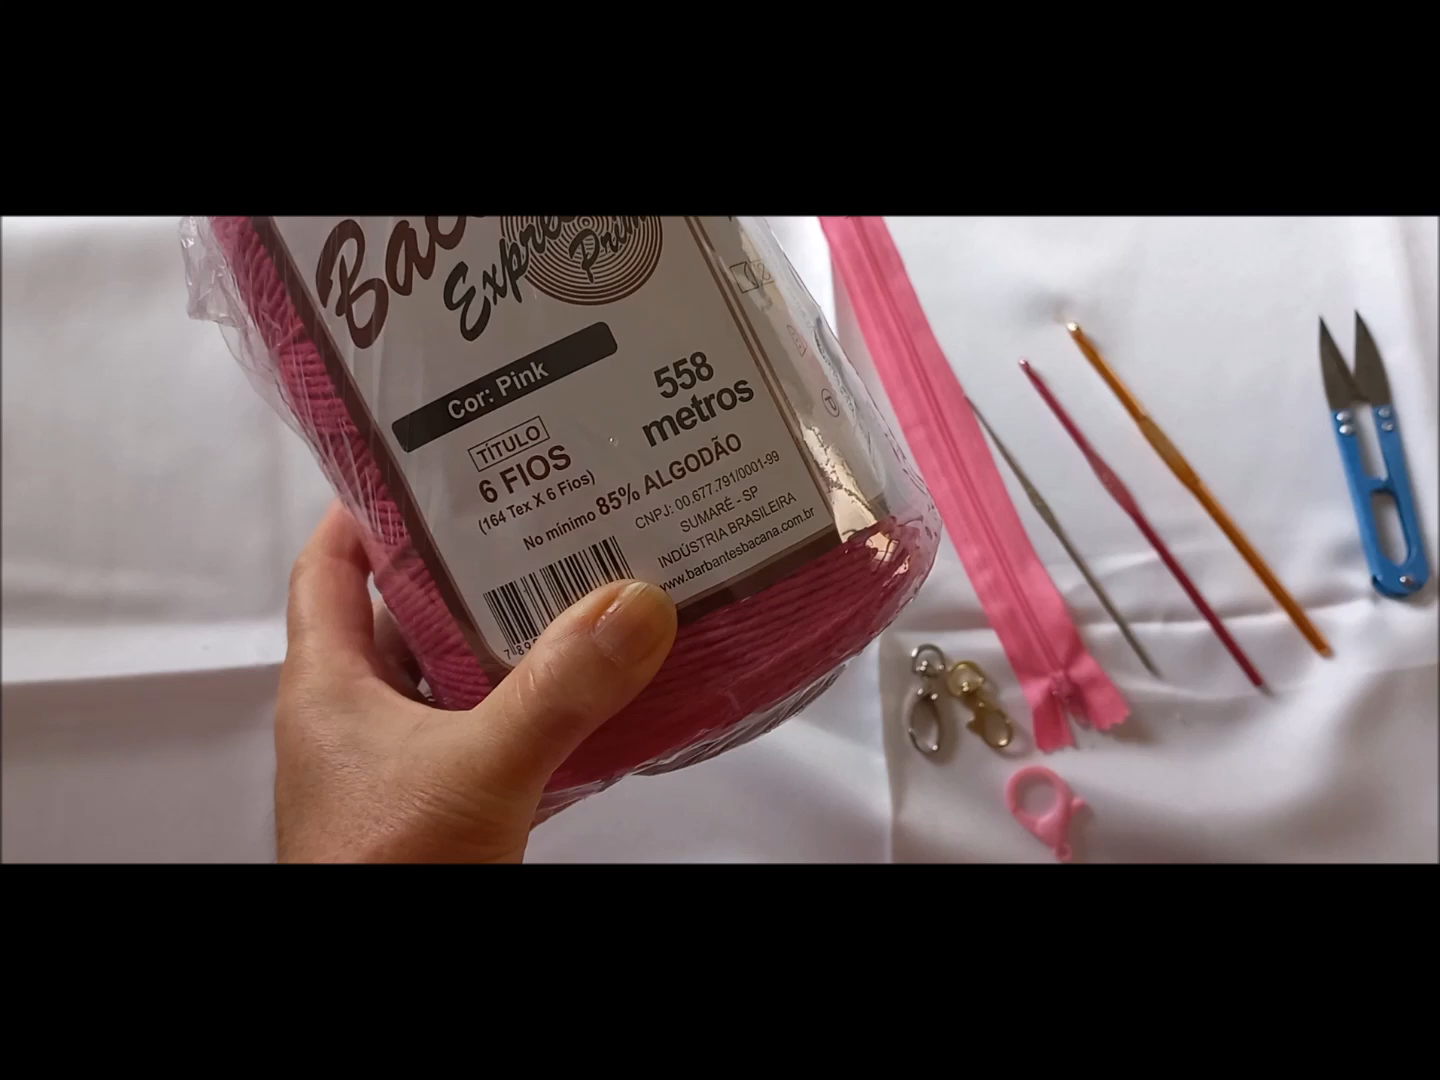 Cor: Pink
558
metros
TÍTULO
6 FIOS
(164 Tex X 6 Fios)
No mínimo 85% ALGODÃO
CNPJ: 00.677.791/0001-99
SUMARÉ - SP
INDÚSTRIA BRASILEIRA
www.barbantesbacana.com.br